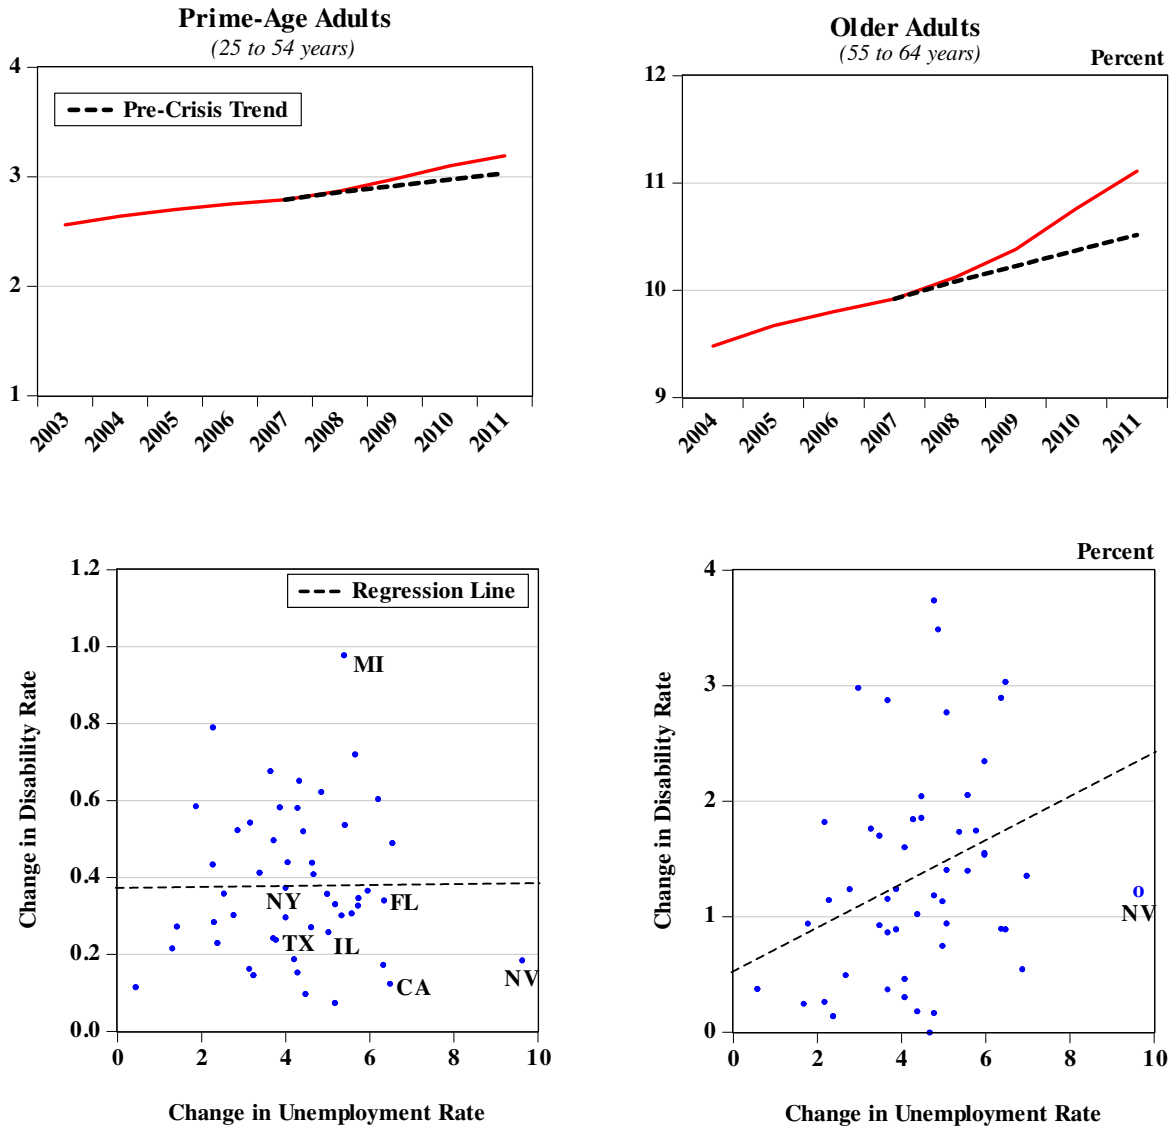 Prime-Age Adults
(25 to 54 years)
4
3
2
1
Pre-Crisis Trend
2003
2004
2005
2006
2007
2008
2009
2010
2011
Older Adults
(55 to 64 years)
Percent
12
11
10
9
2004
2005
2006
2007
2008
2009
2010
2011
1.2
1.0
0.8
0.6
0.4
0.2
0.0
Change in Disability Rate
Regression Line
MI
NY
FL
TX
IL
CA
NV
0
2
4
6
8
10
Change in Unemployment Rate
Percent
4
3
2
1
0
Change in Disability Rate
NV
0
2
4
6
8
10
Change in Unemployment Rate